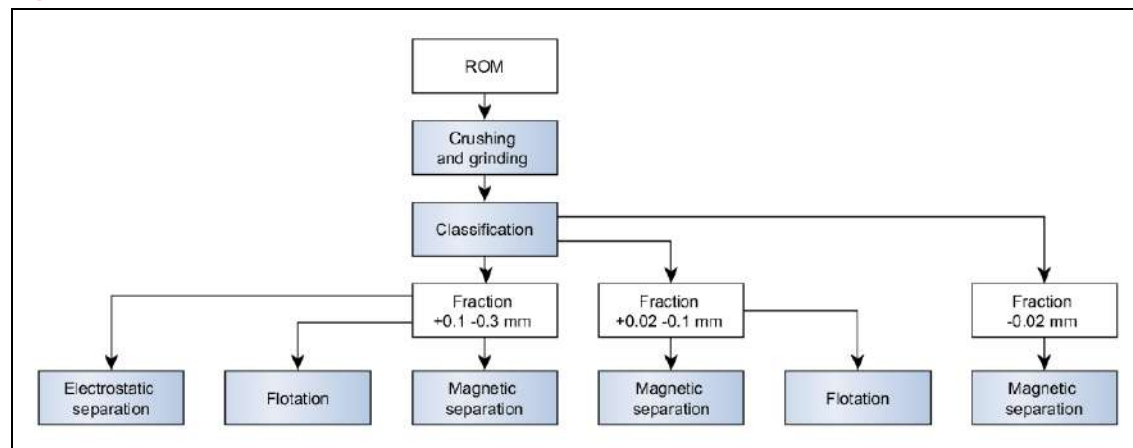 ROM
Crushing
and grinding
Classification
Fraction
+0.1 -0.3 mm
Fraction
+0.02 -0.1 mm
Fraction
-0.02 mm
Electrostatic
separation
Flotation
Magnetic
separation
Magnetic
separation
Flotation
Magnetic
separation